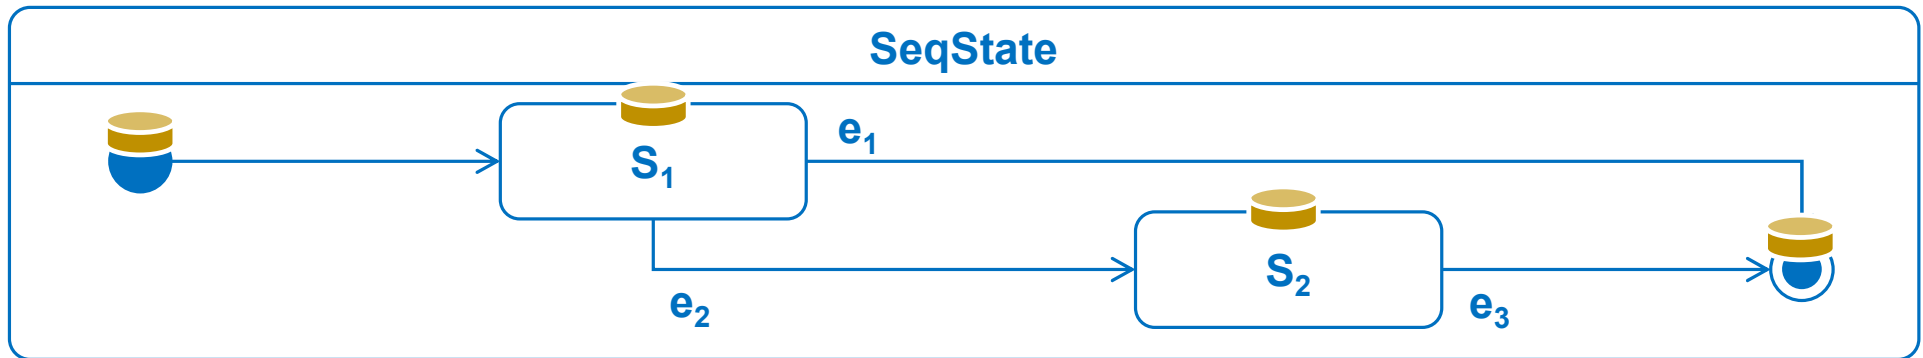 SeqState
S₁
e₁
e₂
S₂
e₃